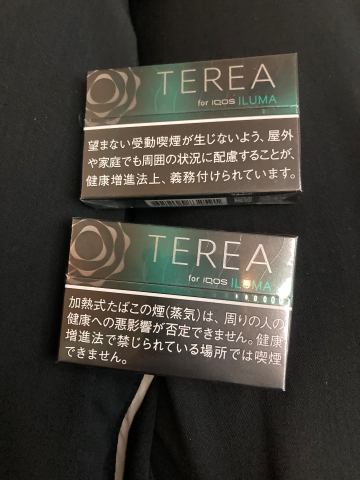 TEREA
for IQOS ILUMA
望まない受動喫煙が生じないよう、屋外
や家庭でも周囲の状況に配慮することが、
健康増進法上、義務付けられています。
TEREA
for IQOS ILUMA
加熱式たばこの煙(蒸気)は、周りの人の
健康への悪影響が否定できません。健康
増進法で禁じられている場所では喫煙
できません。